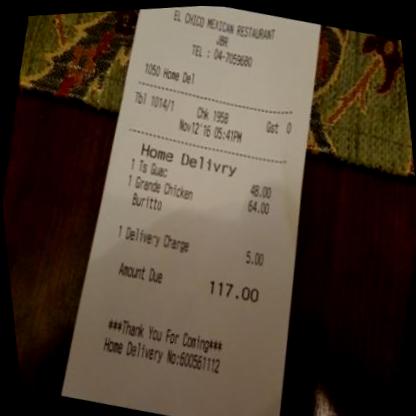 EL CHICO MEXICAN RESTAURANT
JBR
TEL : 04-7059680
1050 Home Del
Tbl 1014/1 Chk 1958 Gst 0
Nov12'16 05:41PM
Home Delivry
1 Ts Guac 48.00
1 Grande Chicken 64.00
Buritto
1 Delivery Charge 5.00
Amount Due 117.00
***Thank You For Coming***
Home Delivery No:600561112